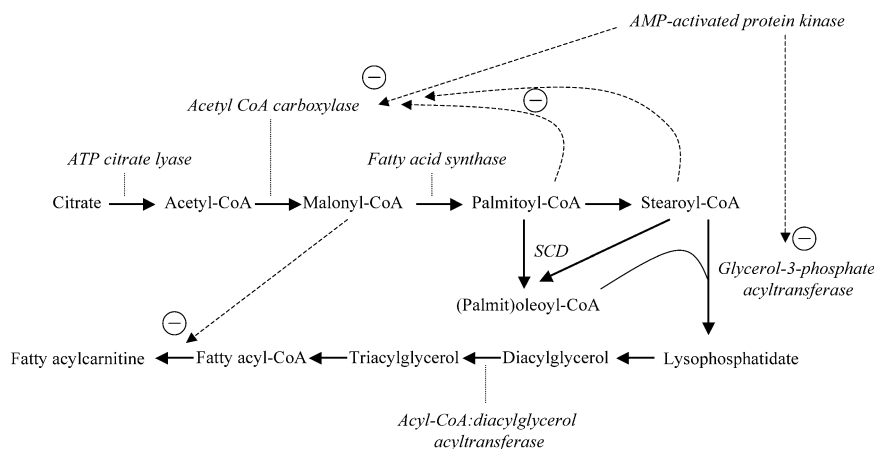 AMP-activated protein kinase
Acetyl CoA carboxylase
ATP citrate lyase
Fatty acid synthase
Citrate
Acetyl-CoA
Malonyl-CoA
Palmitoyl-CoA
Stearoyl-CoA
SCD
Glycerol-3-phosphate
acyltransferase
(Palmit)oleoyl-CoA
Fatty acylcarnitine
Fatty acyl-CoA
Triacylglycerol
Diacylglycerol
Lysophosphatidate
Acyl-CoA:diacylglycerol
acyltransferase